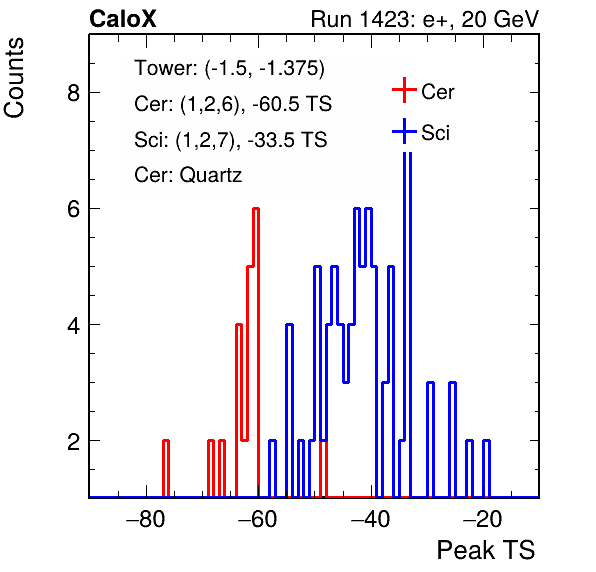 CaloX Run 1423: e+, 20 GeV
Counts
Tower: (-1.5, -1.375)
Cer: (1,2,6), -60.5 TS
Sci: (1,2,7), -33.5 TS
Cer: Quartz
Cer
Sci
8
6
4
2
−80 −60 −40 −20
Peak TS